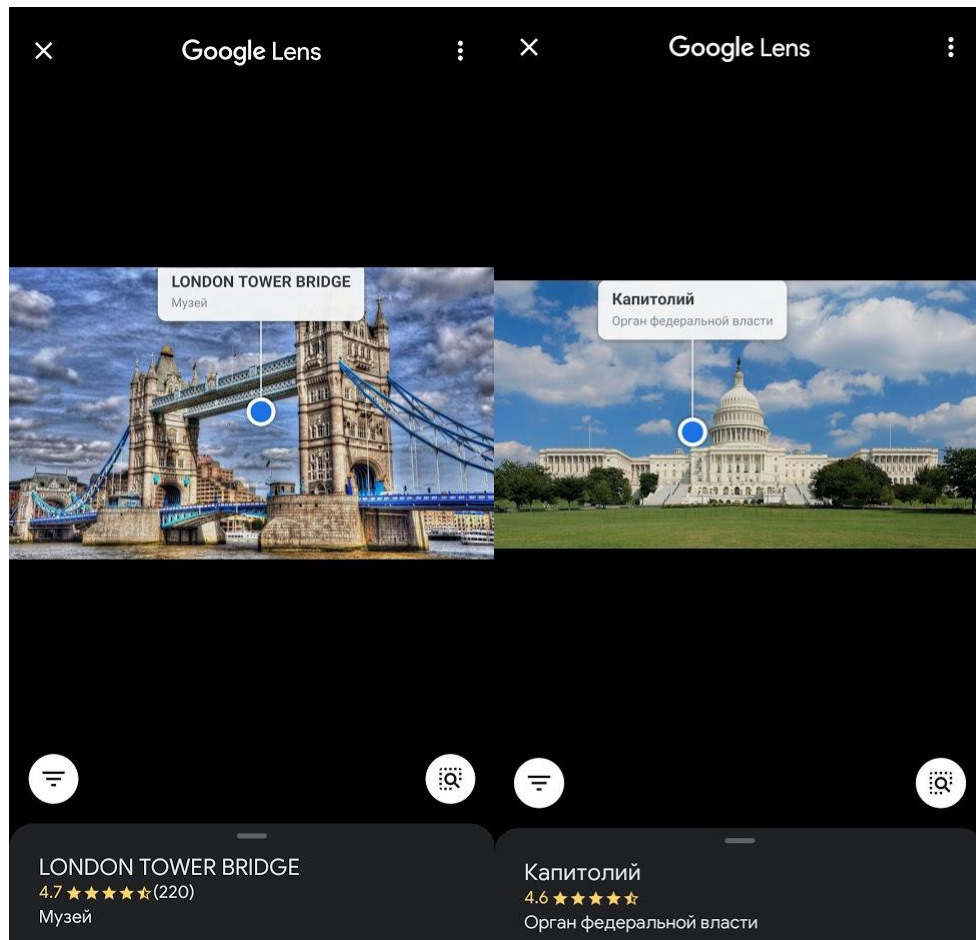 Google Lens
LONDON TOWER BRIDGE
Музей
LONDON TOWER BRIDGE
4.7 (220)
Музей
Google Lens
Капитолий
Орган федеральной власти
Капитолий
4.6
Орган федеральной власти